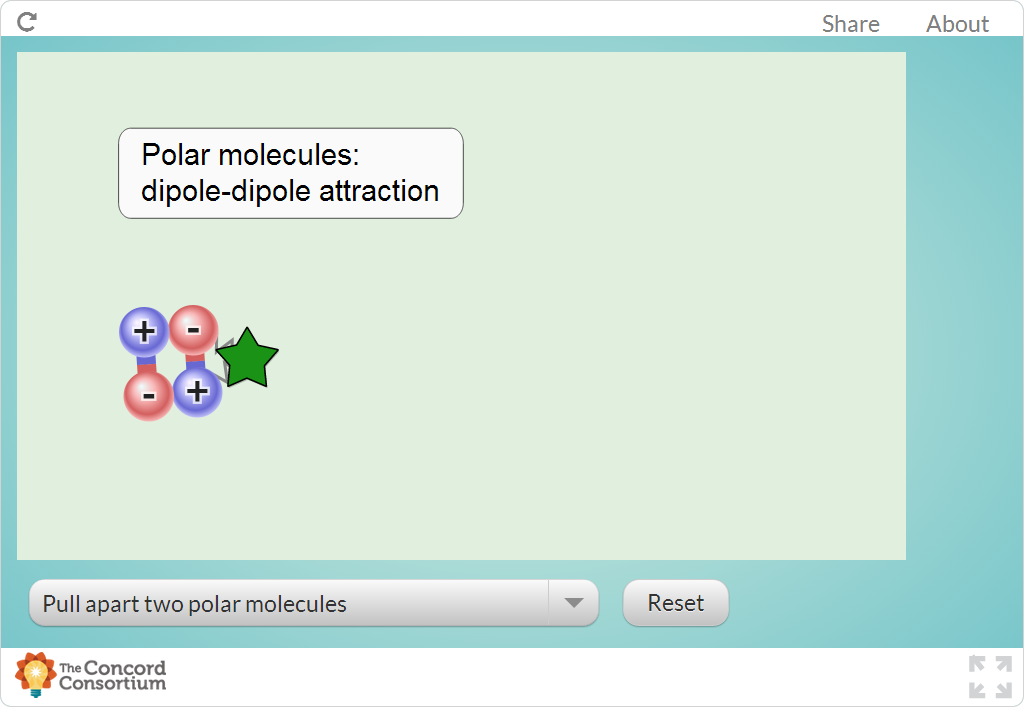 Share About
Polar molecules:
dipole-dipole attraction
+ -
- +
Pull apart two polar molecules
Reset
The Concord
Consortium